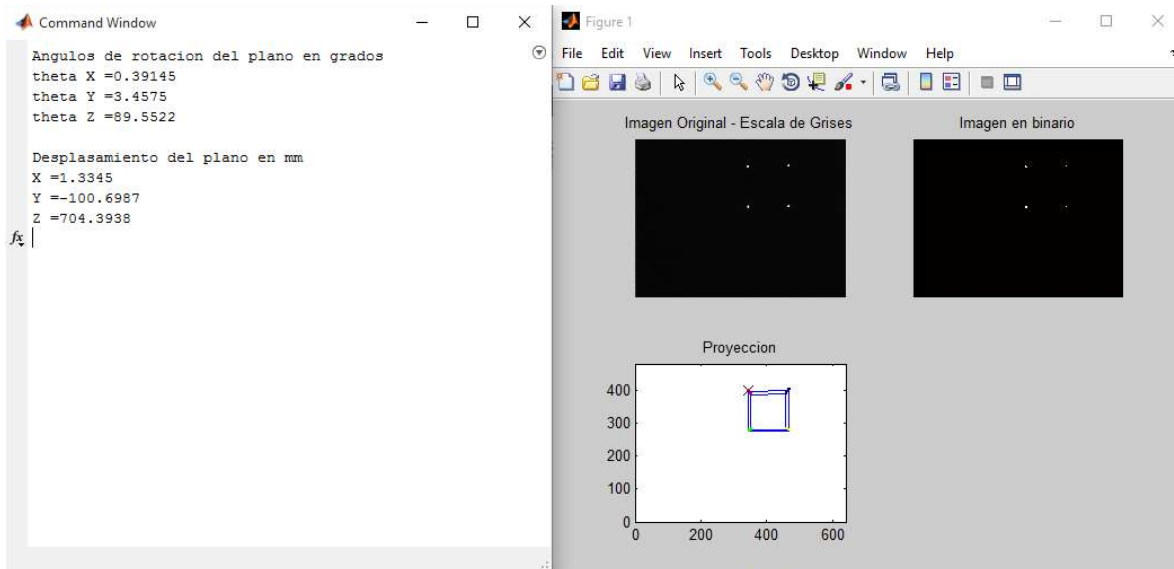 Command Window
Angulos de rotacion del plano en grados
theta X =0.39145
theta Y =3.4575
theta Z =89.5522
Desplasamiento del plano en mm
X =1.3345
Y =-100.6987
Z =704.3938
fx
Figure 1
File Edit View Insert Tools Desktop Window Help
Imagen Original - Escala de Grises
Imagen en binario
Proyeccion
400
300
200
100
0
0 200 400 600